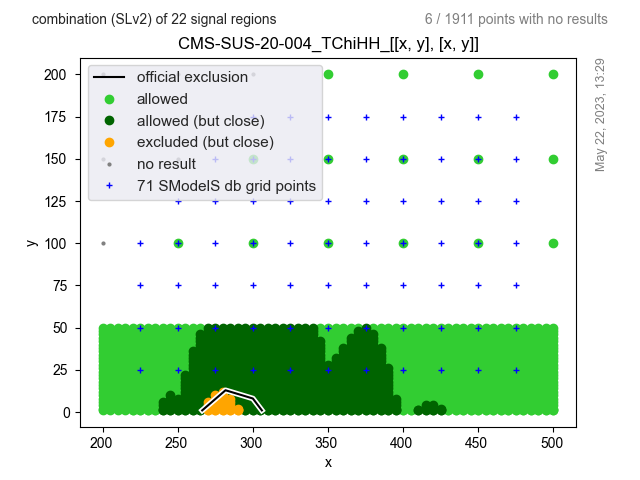 combination (SLv2) of 22 signal regions
6 / 1911 points with no results
CMS-SUS-20-004_TChiHH_[[x, y], [x, y]]
official exclusion
allowed
allowed (but close)
excluded (but close)
no result
71 SModelS db grid points
May 22, 2023, 13:29
y
200
175
150
125
100
75
50
25
0
200 250 300 350 400 450 500
x